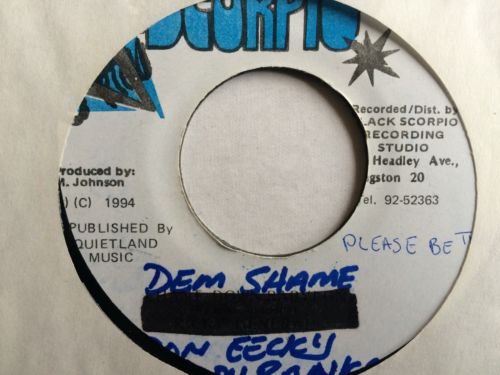 SCORPIO
Recorded/Dist. by
LACK SCORPIO
RECORDING
STUDIO
Headley Ave.,
gston 20
Tel. 92-52363
Produced by:
M. Johnson
) (C) 1994
PUBLISHED By
QUIETLAND
MUSIC
PLEASE BE
DEM SHAME